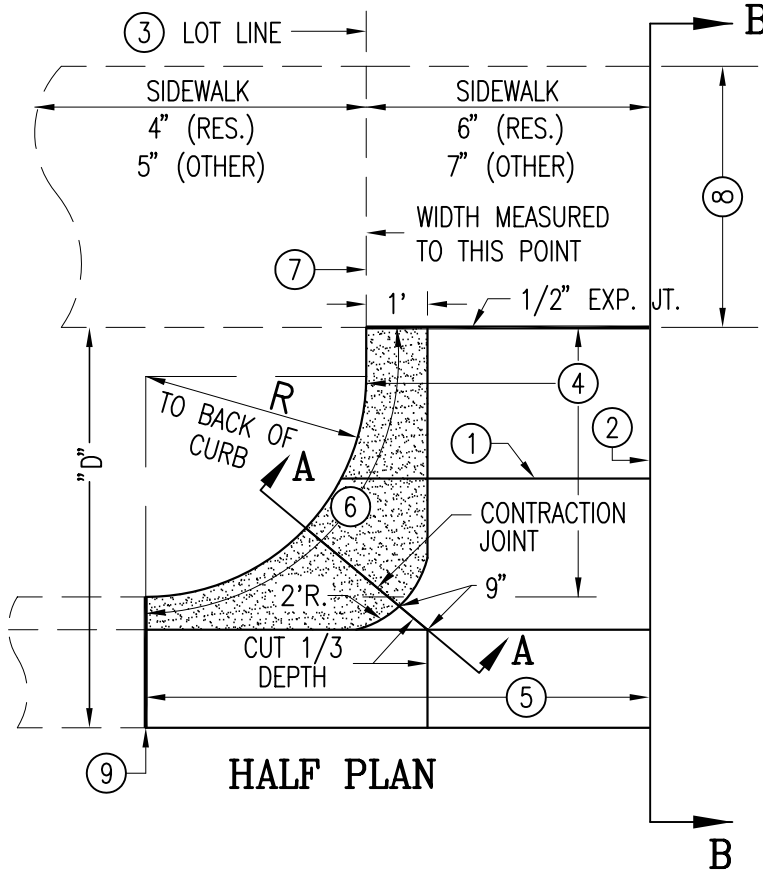 B
3 LOT LINE
SIDEWALK
4" (RES.)
5" (OTHER)
SIDEWALK
6" (RES.)
7" (OTHER)
8
WIDTH MEASURED
TO THIS POINT
7
1'
1/2" EXP. JT.
R
TO BACK OF
CURB
4
2
1
"D"
A
6
CONTRACTION
JOINT
2'R.
9"
CUT 1/3
DEPTH
A
5
9
HALF PLAN
B